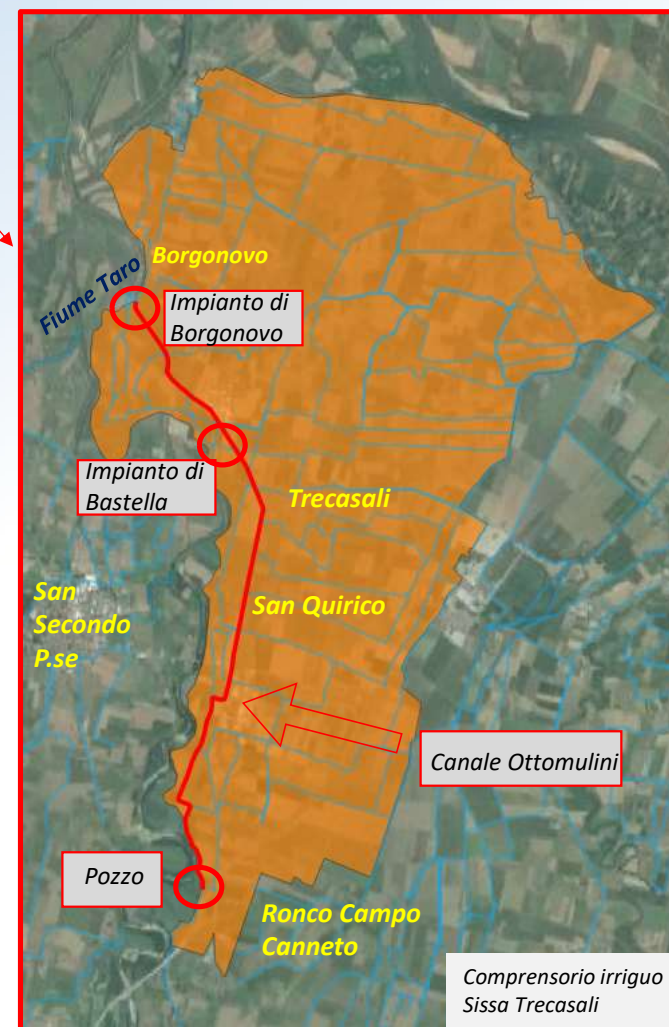 Borgonovo
Fiume Taro
Impianto di
Borgonovo
Impianto di
Bastella
Trecasali
San
Secondo
P.se
San Quirico
Canale Ottomulini
Pozzo
Ronco Campo
Canneto
Comprensorio irriguo
Sissa Trecasali